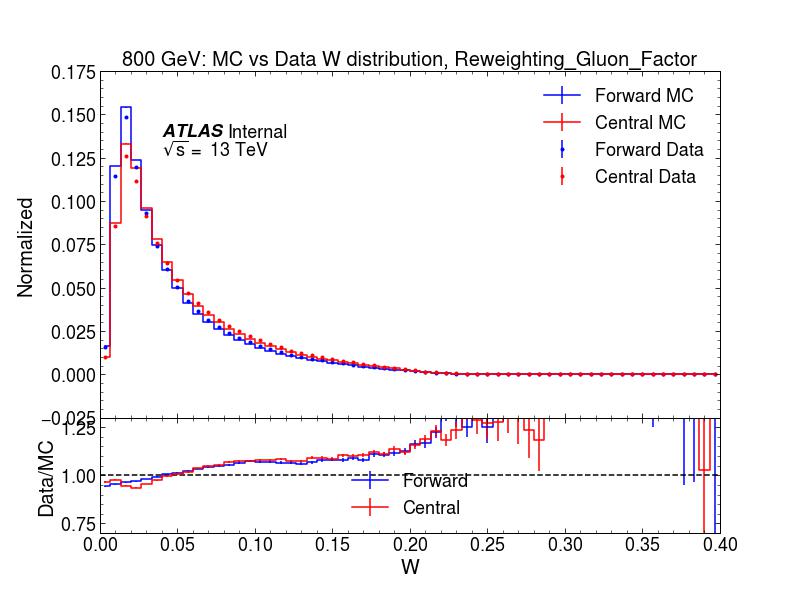 800 GeV: MC vs Data W distribution, Reweighting_Gluon_Factor
0.175
0.150
0.125
0.100
0.075
0.050
0.025
0.000
−0.025
Normalized
ATLAS Internal
√s = 13 TeV
Forward MC
Central MC
Forward Data
Central Data
1.25
1.00
0.75
Data/MC
Forward
Central
0.00 0.05 0.10 0.15 0.20 0.25 0.30 0.35 0.40
W